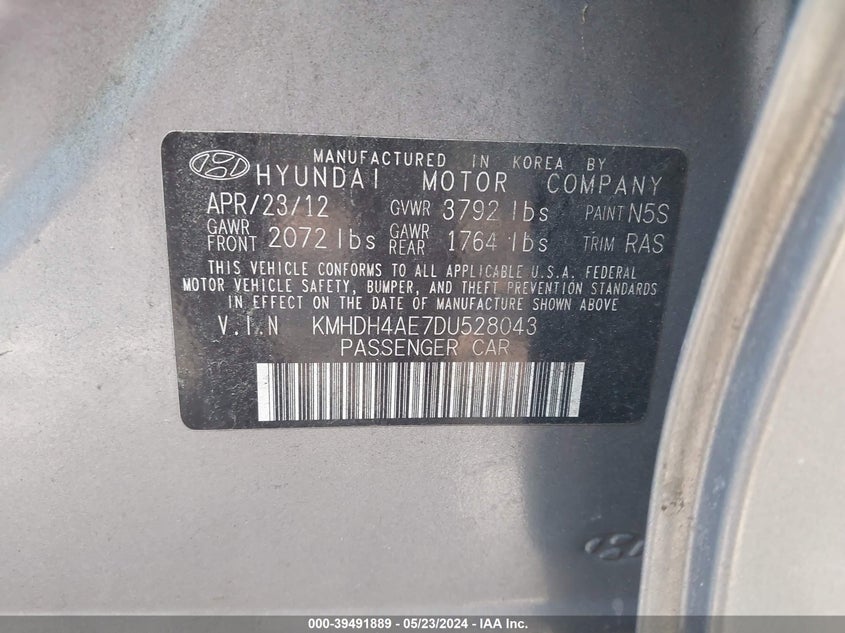 MANUFACTURED IN KOREA BY
HYUNDAI MOTOR COMPANY
APR/23/12 GVWR 3792 lbs PAINT N5S
GAWR FRONT 2072 lbs GAWR REAR 1764 lbs TRIM RAS
THIS VEHICLE CONFORMS TO ALL APPLICABLE U.S.A. FEDERAL
MOTOR VEHICLE SAFETY, BUMPER, AND THEFT PREVENTION STANDARDS
IN EFFECT ON THE DATE OF MANUFACTURE SHOWN ABOVE
V.I.N KMHDH4AE7DU528043
PASSENGER CAR
000-39491889 - 05/23/2024 - IAA Inc.